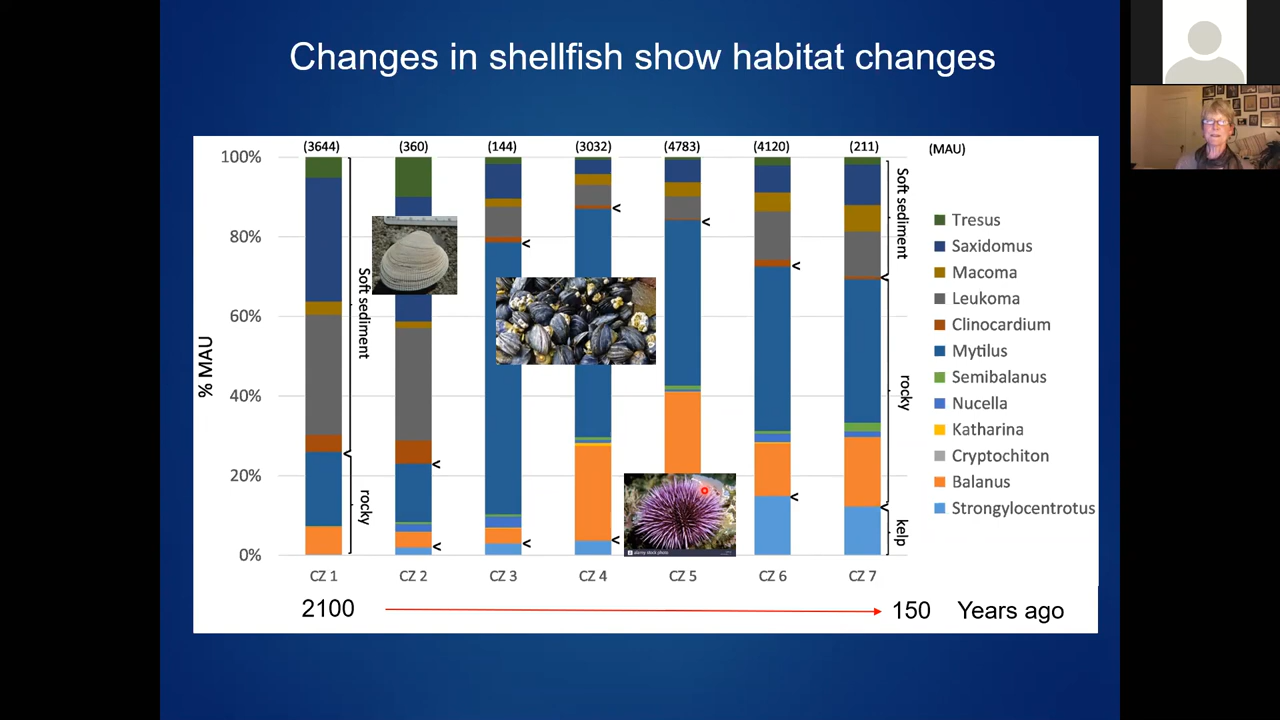 Changes in shellfish show habitat changes
(3644) (360) (144) (3032) (4783) (4120) (211) (MAU)
100%
80%
60%
40%
20%
0%
% MAU
Soft sediment
rocky
Soft sediment
rocky
kelp
< < < < < < <
< < < < <
Tresus
Saxidomus
Macoma
Leukoma
Clinocardium
Mytilus
Semibalanus
Nucella
Katharina
Cryptochiton
Balanus
Strongylocentrotus
CZ 1 CZ 2 CZ 3 CZ 4 CZ 5 CZ 6 CZ 7
2100 150 Years ago